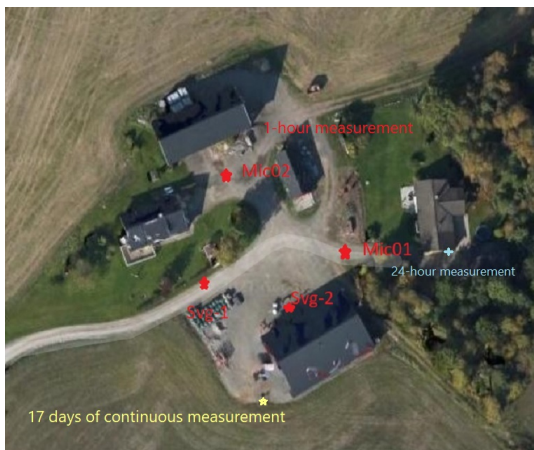 1-hour measurement
Mic02
Mic01
24-hour measurement
Svg-2
Svg-1
17 days of continuous measurement